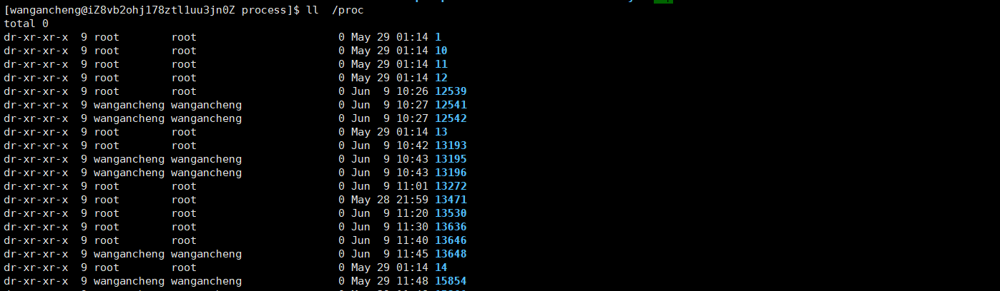 [wangancheng@iZ8vb2ohj178ztl1uu3jn0Z process]$ ll  /proc
total 0
dr-xr-xr-x  9 root        root                      0 May 29 01:14 1
dr-xr-xr-x  9 root        root                      0 May 29 01:14 10
dr-xr-xr-x  9 root        root                      0 May 29 01:14 11
dr-xr-xr-x  9 root        root                      0 May 29 01:14 12
dr-xr-xr-x  9 root        root                      0 Jun  9 10:26 12539
dr-xr-xr-x  9 wangancheng wangancheng               0 Jun  9 10:27 12541
dr-xr-xr-x  9 wangancheng wangancheng               0 Jun  9 10:27 12542
dr-xr-xr-x  9 root        root                      0 May 29 01:14 13
dr-xr-xr-x  9 root        root                      0 Jun  9 10:42 13193
dr-xr-xr-x  9 wangancheng wangancheng               0 Jun  9 10:43 13195
dr-xr-xr-x  9 wangancheng wangancheng               0 Jun  9 10:43 13196
dr-xr-xr-x  9 root        root                      0 Jun  9 11:01 13272
dr-xr-xr-x  9 root        root                      0 May 28 21:59 13471
dr-xr-xr-x  9 root        root                      0 Jun  9 11:20 13530
dr-xr-xr-x  9 root        root                      0 Jun  9 11:30 13636
dr-xr-xr-x  9 root        root                      0 Jun  9 11:40 13646
dr-xr-xr-x  9 wangancheng wangancheng               0 Jun  9 11:45 13648
dr-xr-xr-x  9 root        root                      0 May 29 01:14 14
dr-xr-xr-x  9 wangancheng wangancheng               0 May 29 11:48 15854